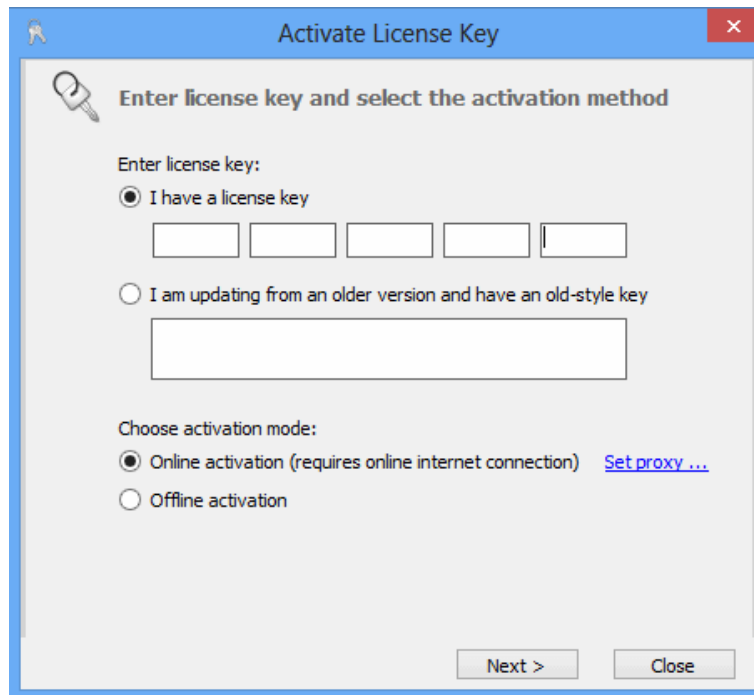 Activate License Key
Enter license key and select the activation method
Enter license key:
I have a license key
I am updating from an older version and have an old-style key
Choose activation mode:
Online activation (requires online internet connection) Set proxy ...
Offline activation
Next > Close